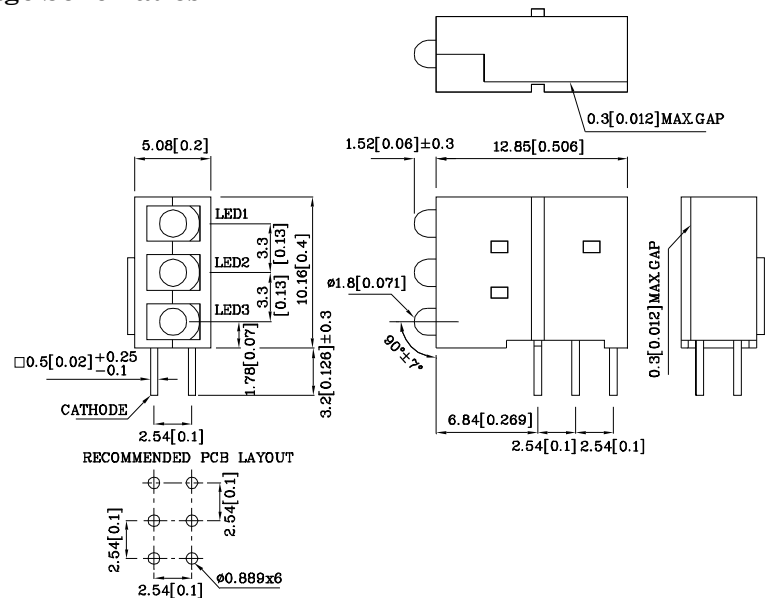 0.3[0.012]MAX.GAP
5.08[0.2]
1.52[0.06]±0.3
12.85[0.506]
LED1
LED2
LED3
3.3
[0.13]
3.3
[0.13]
10.16[0.4]
1.78[0.07]
3.2[0.126]±0.3
□0.5[0.02]+0.25
-0.1
CATHODE
2.54[0.1]
ø1.8[0.071]
90°±7°
6.84[0.269]
2.54[0.1]
2.54[0.1]
0.3[0.012]MAX.GAP
RECOMMENDED PCB LAYOUT
2.54[0.1]
2.54[0.1]
2.54[0.1]
ø0.889x6